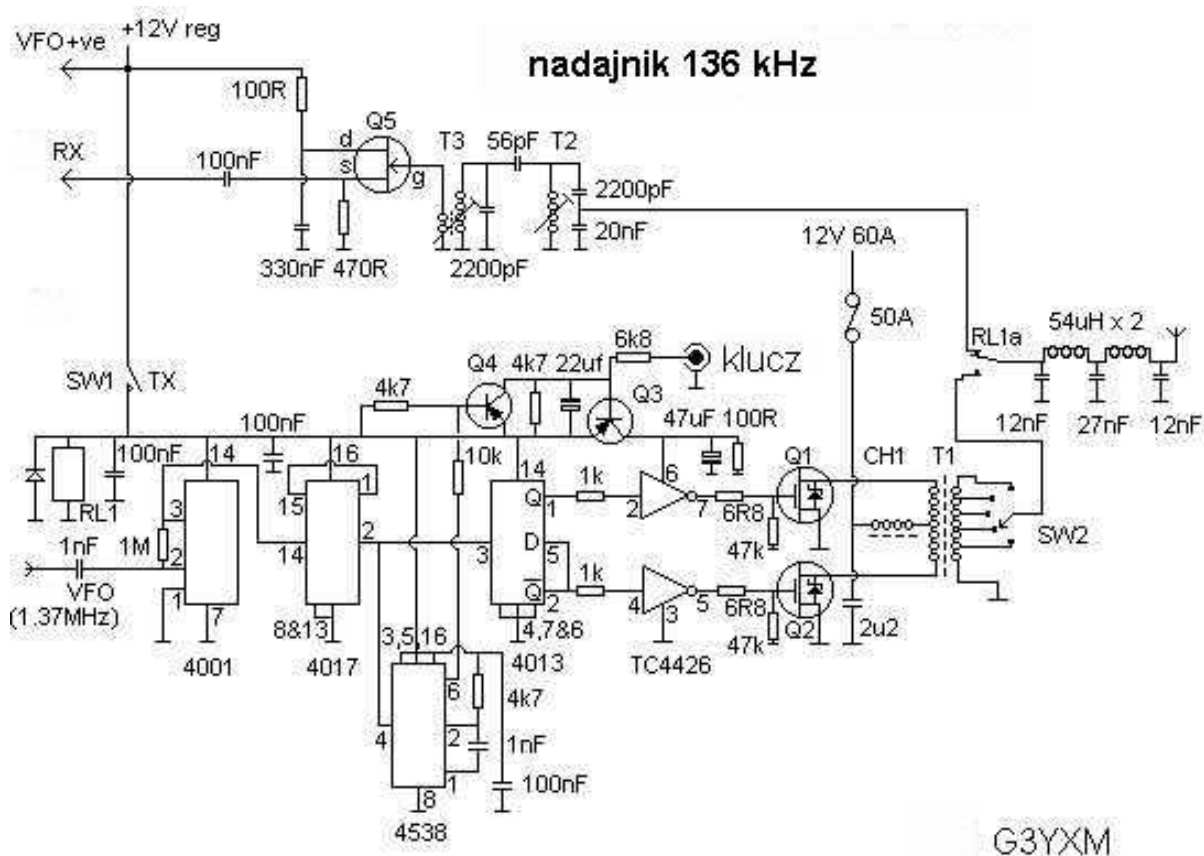 +12V reg
VFO+ve
nadajnik 136 kHz
100R
Q5
d
s
g
T3
56pF
T2
RX
100nF
2200pF
20nF
12V 60A
330nF
470R
2200pF
50A
RL1a
54uH x 2
6k8
4k7
22uf
Q4
klucz
SW1
TX
4k7
Q3
12nF
27nF
12nF
100nF
47uF
100R
100nF
14
16
10k
14
6
Q1
CH1
T1
1
15
Q
1
1k
2
7
6R8
RL1
3
2
47k
SW2
1nF
1M
2
14
3
D
5
1k
VFO
(1,37MHz)
1
Q
2
4
5
6R8
3
Q2
7
8&13
3,5,16
4,7&6
47k
2u2
4001
4017
4013
TC4426
6
4k7
4
2
1nF
1
100nF
8
4538
G3YXM